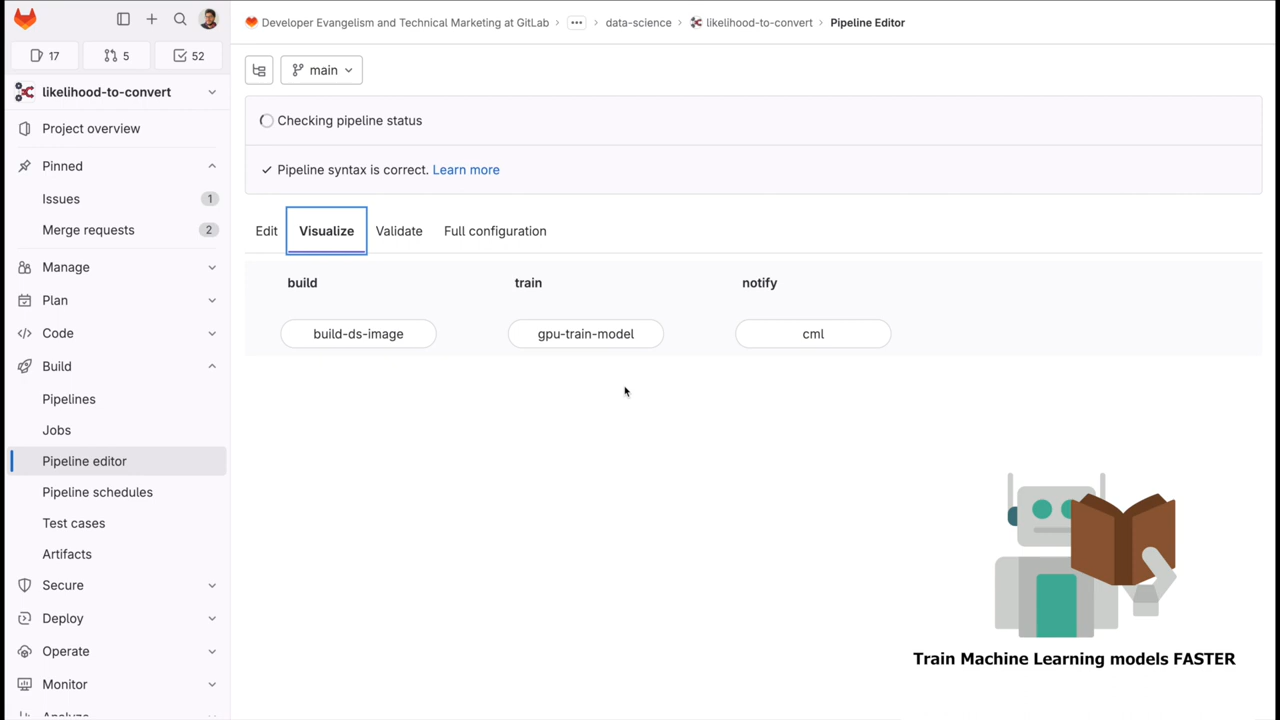 Developer Evangelism and Technical Marketing at GitLab › ••• › data-science › likelihood-to-convert › Pipeline Editor
17 5 52
likelihood-to-convert
Project overview
Pinned
Issues 1
Merge requests 2
Manage
Plan
Code
Build
Pipelines
Jobs
Pipeline editor
Pipeline schedules
Test cases
Artifacts
Secure
Deploy
Operate
Monitor
main
Checking pipeline status
Pipeline syntax is correct. Learn more
Edit Visualize Validate Full configuration
build train notify
build-ds-image gpu-train-model cml
Train Machine Learning models FASTER